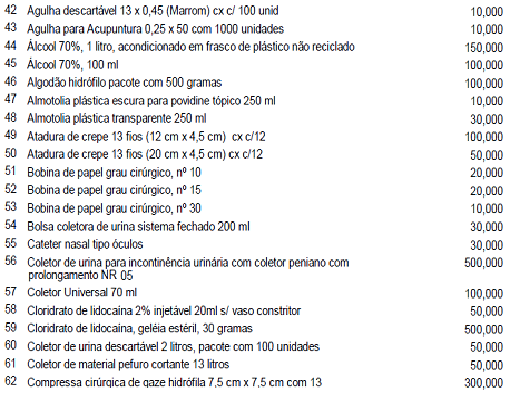 42 Agulha descartável 13 x 0,45 (Marrom) cx c/ 100 unid 10,000
43 Agulha para Acupuntura 0,25 x 50 com 1000 unidades 10,000
44 Álcool 70%, 1 litro, acondicionado em frasco de plástico não reciclado 150,000
45 Álcool 70%, 100 ml 100,000
46 Algodão hidrófilo pacote com 500 gramas 100,000
47 Almotolia plástica escura para povidine tópico 250 ml 10,000
48 Almotolia plástica transparente 250 ml 30,000
49 Atadura de crepe 13 fios (12 cm x 4,5 cm) cx c/12 100,000
50 Atadura de crepe 13 fios (20 cm x 4,5 cm) cx c/12 50,000
51 Bobina de papel grau cirúrgico, nº 10 20,000
52 Bobina de papel grau cirúrgico, nº 15 20,000
53 Bobina de papel grau cirúrgico, nº 30 10,000
54 Bolsa coletora de urina sistema fechado 200 ml 30,000
55 Cateter nasal tipo óculos 30,000
56 Coletor de urina para incontinência urinária com coletor peniano com 500,000
prolongamento NR 05
57 Coletor Universal 70 ml 100,000
58 Cloridrato de lidocaína 2% injetável 20ml s/ vaso constritor 50,000
59 Cloridrato de lidocaína, geléia estéril, 30 gramas 500,000
60 Coletor de urina descartável 2 litros, pacote com 100 unidades 50,000
61 Coletor de material pefuro cortante 13 litros 50,000
62 Compressa cirúrgica de gaze hidrófila 7,5 cm x 7,5 cm com 13 300,000